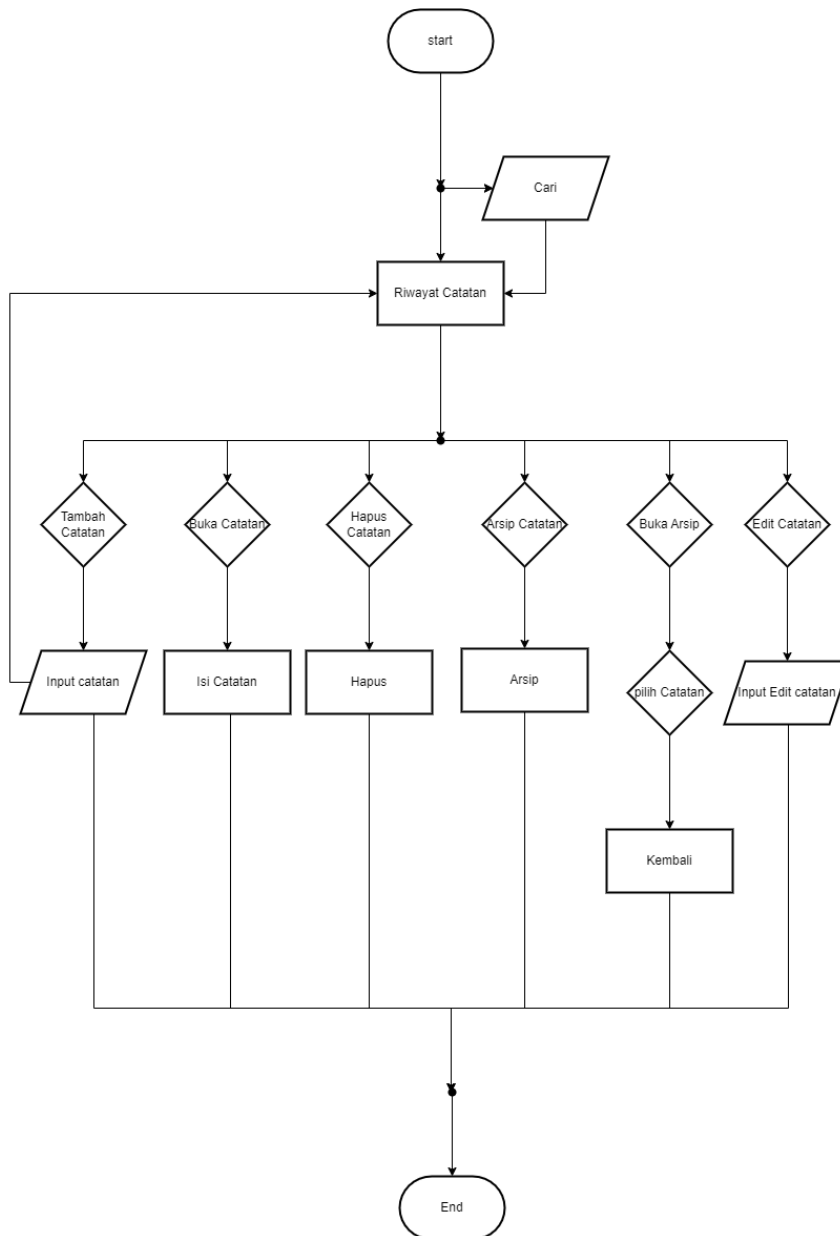 start
Cari
Riwayat Catatan
Tambah
Catatan
Buka Catatan
Hapus
Catatan
Arsip Catatan
Buka Arsip
Edit Catatan
Input catatan
Isi Catatan
Hapus
Arsip
pilih Catatan
Input Edit catatan
Kembali
End